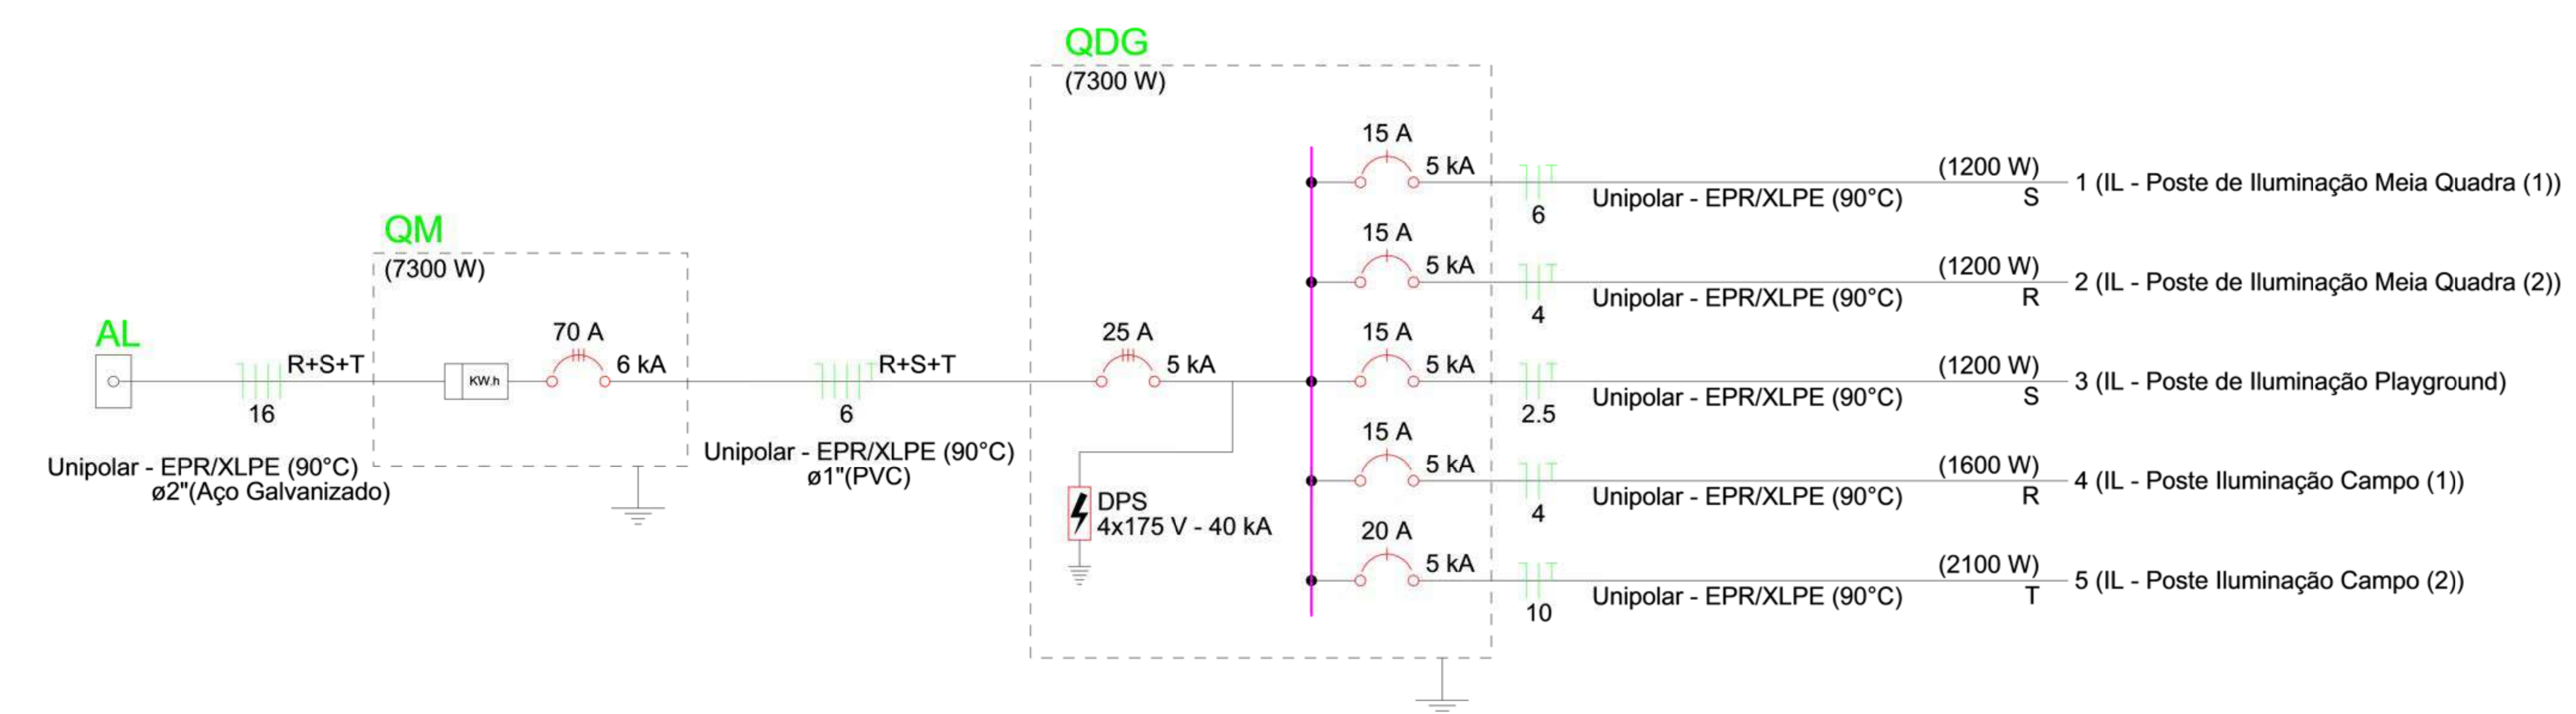 AL
R+S+T
16
Unipolar - EPR/XLPE (90°C)
ø2"(Aço Galvanizado)
QM
(7300 W)
KW.h
70 A
6 kA
R+S+T
6
Unipolar - EPR/XLPE (90°C)
ø1"(PVC)
QDG
(7300 W)
25 A
5 kA
DPS
4x175 V - 40 kA
15 A
5 kA
6
Unipolar - EPR/XLPE (90°C)
(1200 W)
S
1 (IL - Poste de Iluminação Meia Quadra (1))
15 A
5 kA
4
Unipolar - EPR/XLPE (90°C)
(1200 W)
R
2 (IL - Poste de Iluminação Meia Quadra (2))
15 A
5 kA
2.5
Unipolar - EPR/XLPE (90°C)
(1200 W)
S
3 (IL - Poste de Iluminação Playground)
15 A
5 kA
4
Unipolar - EPR/XLPE (90°C)
(1600 W)
R
4 (IL - Poste Iluminação Campo (1))
20 A
5 kA
10
Unipolar - EPR/XLPE (90°C)
(2100 W)
T
5 (IL - Poste Iluminação Campo (2))